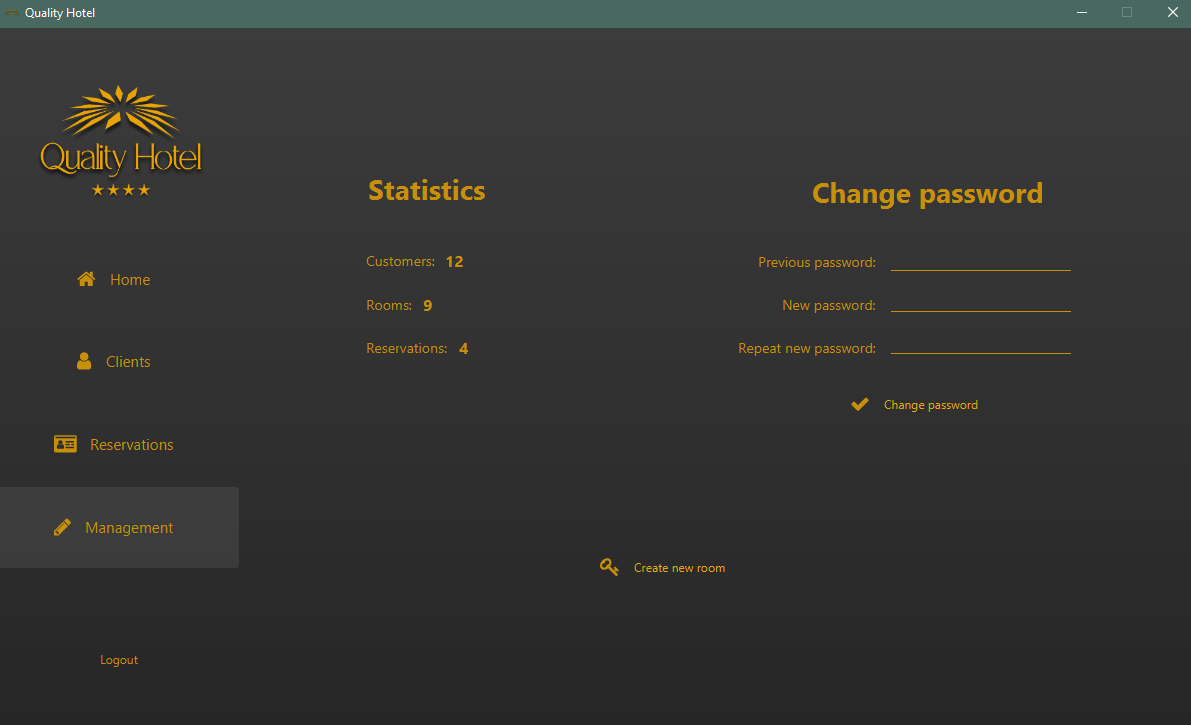 Quality Hotel
Quality Hotel
★★★★
Home
Clients
Reservations
Management
Logout
Statistics
Customers: 12
Rooms: 9
Reservations: 4
Change password
Previous password:
New password:
Repeat new password:
Change password
Create new room